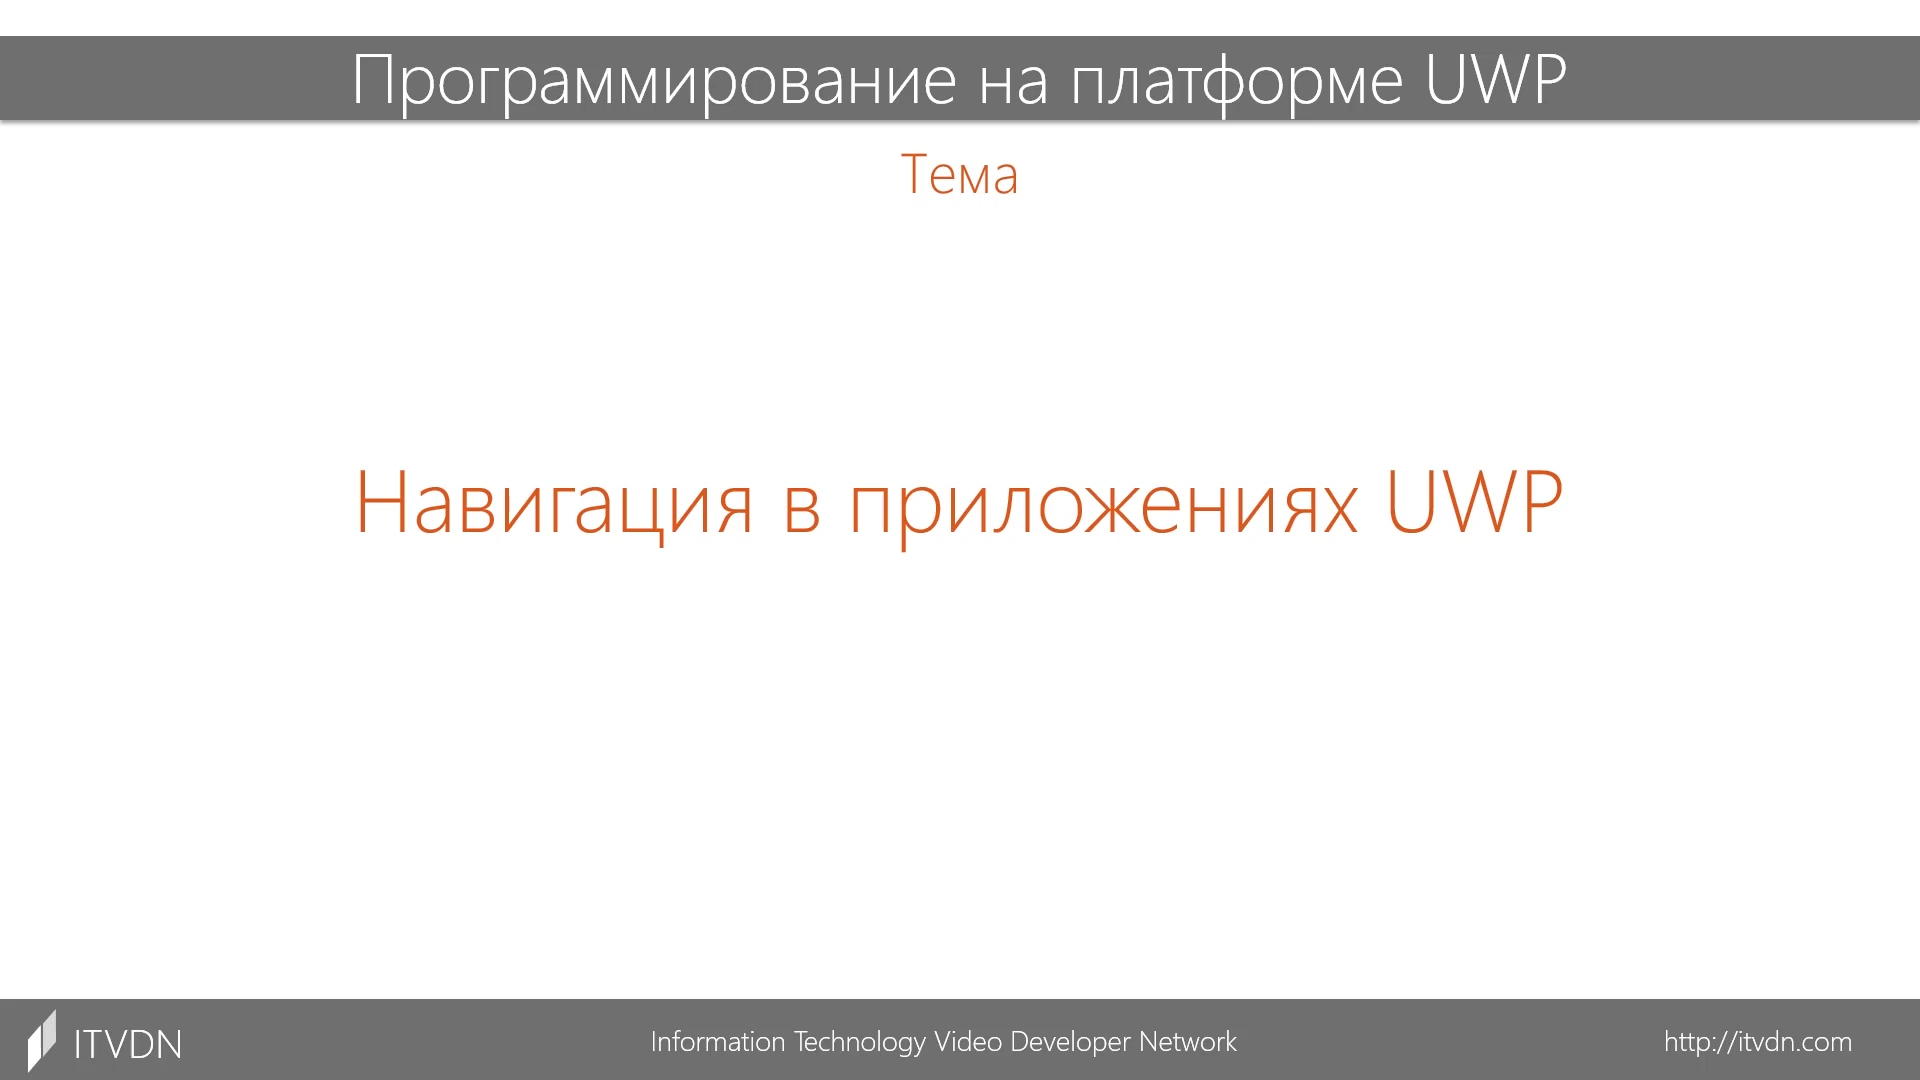 Программирование на платформе UWP
Тема
Навигация в приложениях UWP
ITVDN
Information Technology Video Developer Network
http://itvdn.com